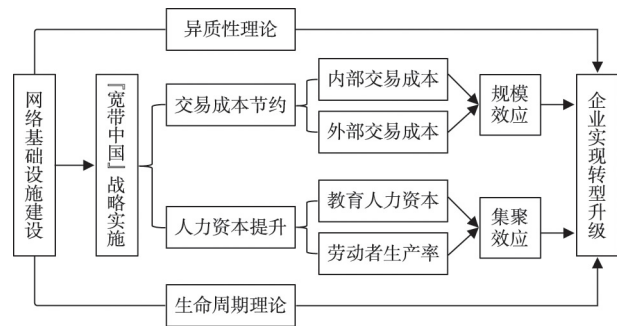 异质性理论
网络基础设施建设
『宽带中国』战略实施
交易成本节约
内部交易成本
外部交易成本
规模
效应
人力资本提升
教育人力资本
劳动者生产率
集聚
效应
企业实现转型升级
生命周期理论